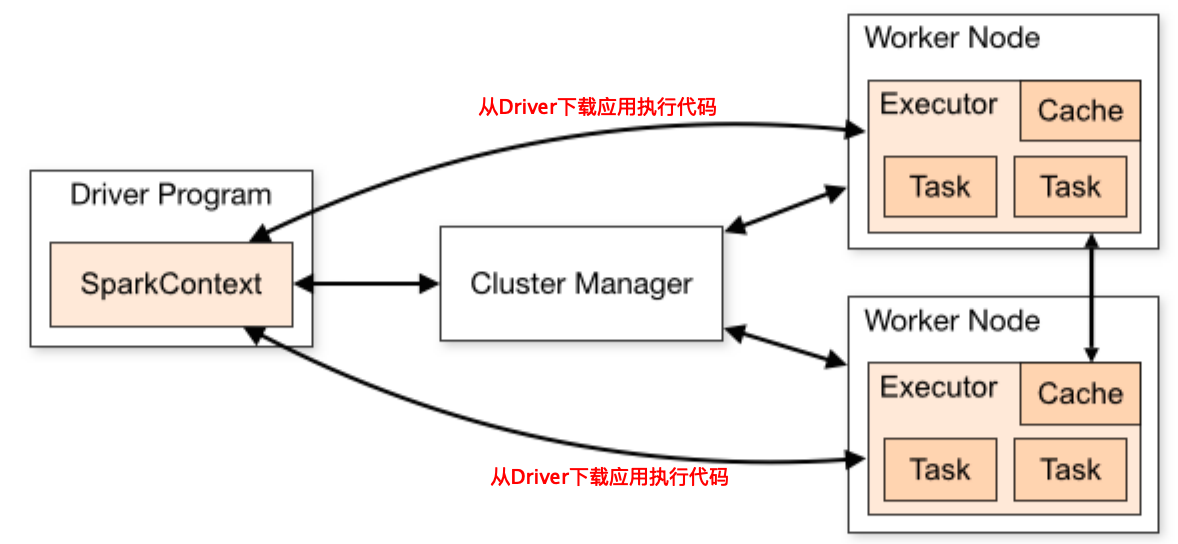 Driver Program
SparkContext
从Driver下载应用执行代码
Cluster Manager
从Driver下载应用执行代码
Worker Node
Executor
Cache
Task
Task
Worker Node
Executor
Cache
Task
Task